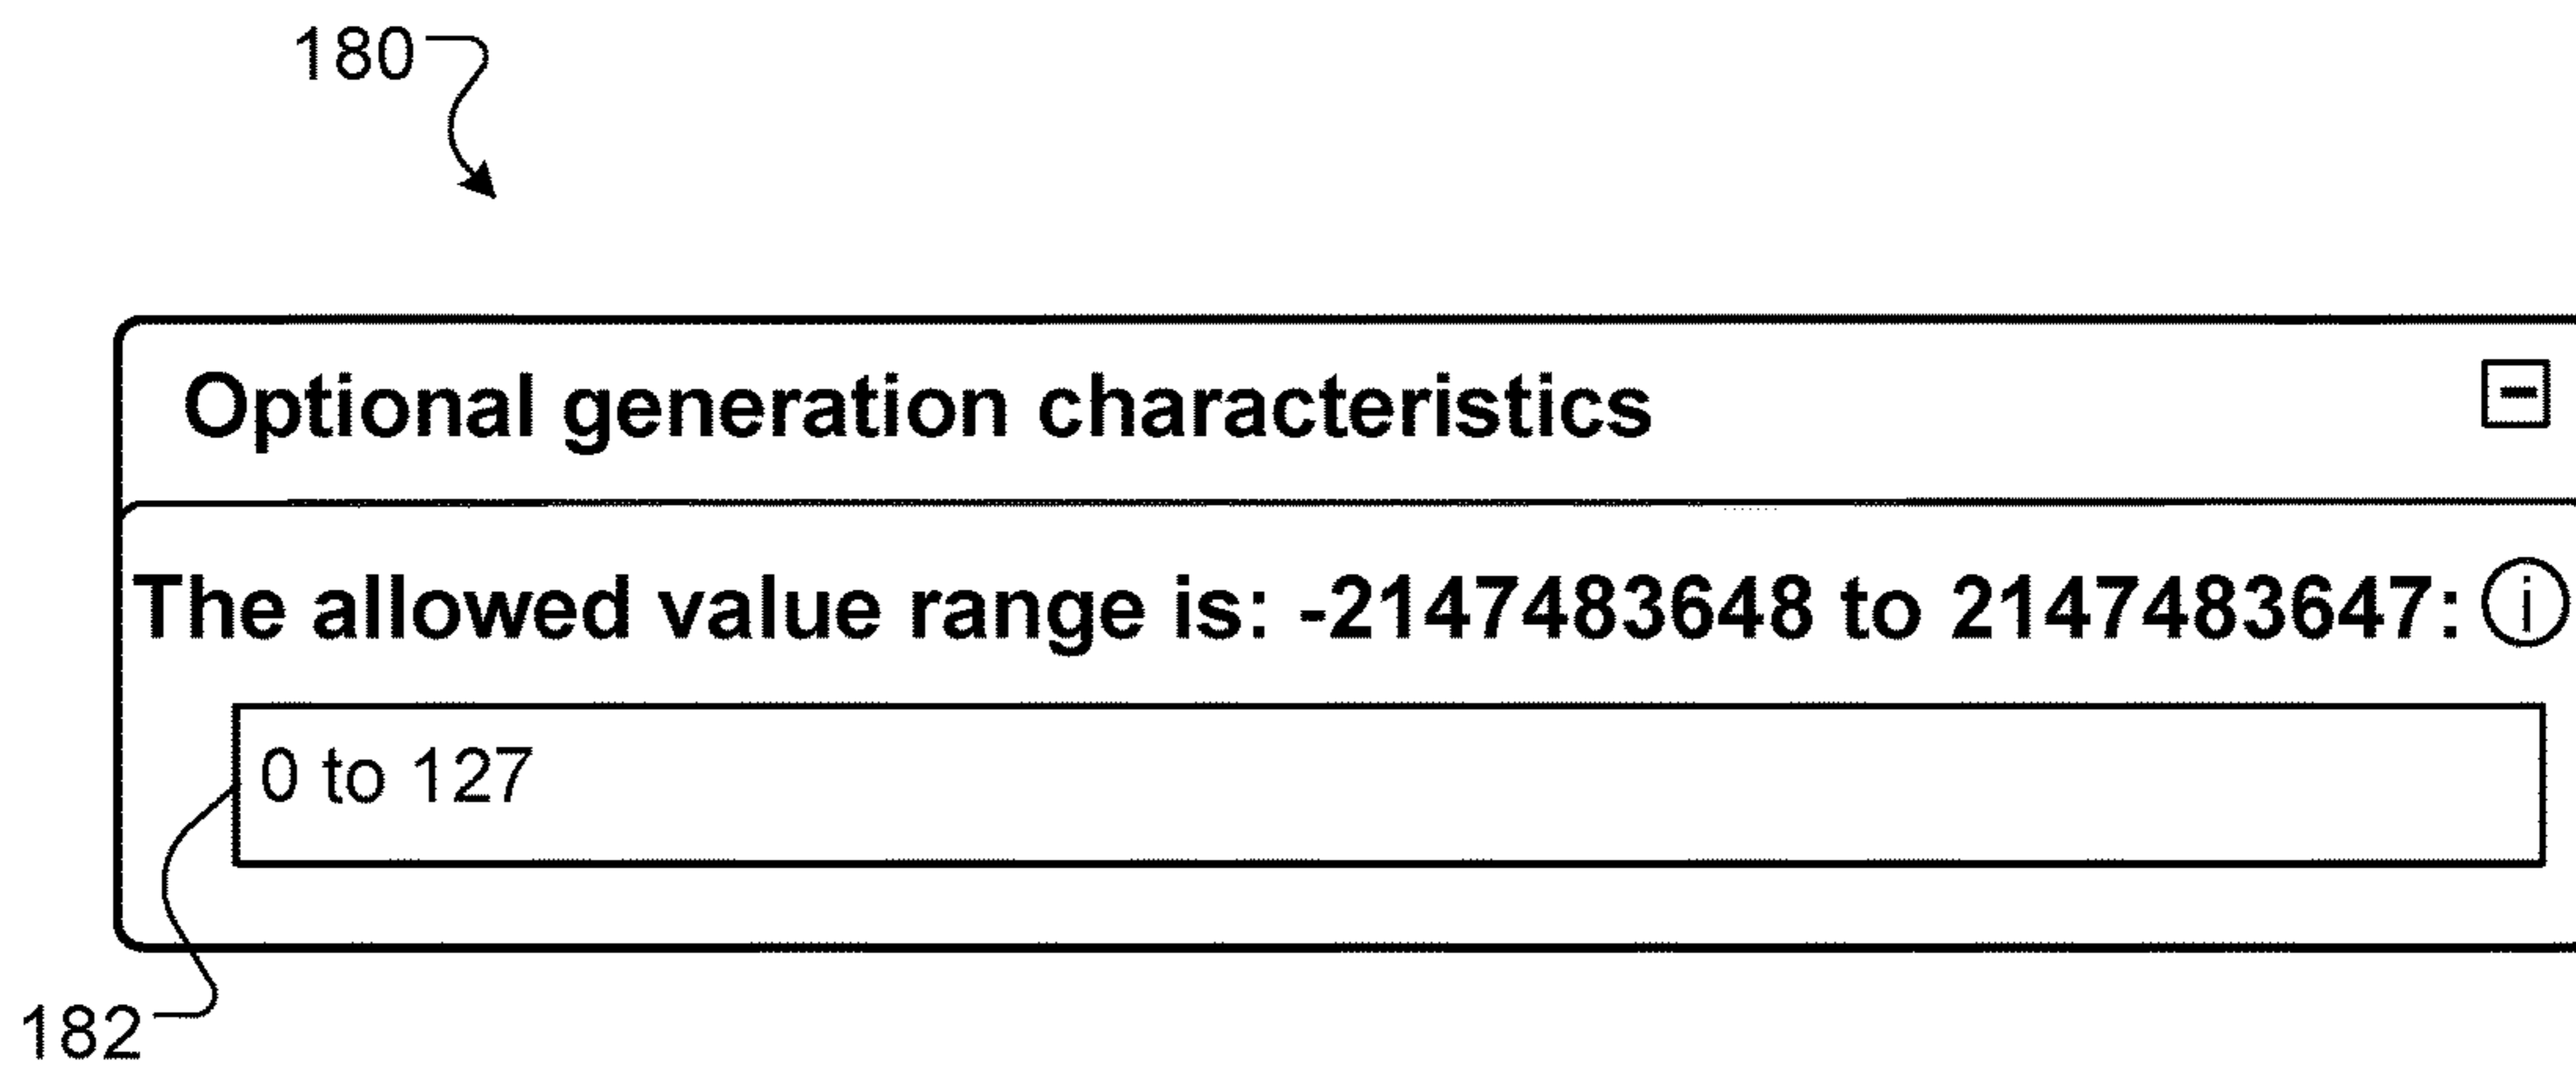 180
Optional generation characteristics
The allowed value range is: -2147483648 to 2147483647: i
0 to 127
182